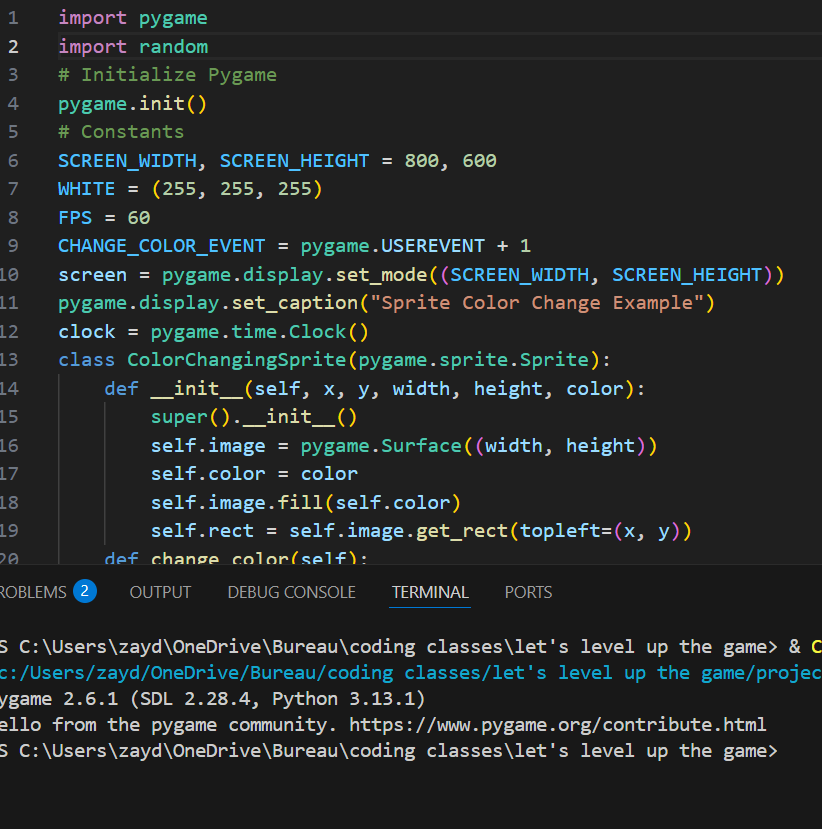 1 import pygame
2 import random
3 # Initialize Pygame
4 pygame.init()
5 # Constants
6 SCREEN_WIDTH, SCREEN_HEIGHT = 800, 600
7 WHITE = (255, 255, 255)
8 FPS = 60
9 CHANGE_COLOR_EVENT = pygame.USEREVENT + 1
10 screen = pygame.display.set_mode((SCREEN_WIDTH, SCREEN_HEIGHT))
11 pygame.display.set_caption("Sprite Color Change Example")
12 clock = pygame.time.Clock()
13 class ColorChangingSprite(pygame.sprite.Sprite):
14 def __init__(self, x, y, width, height, color):
15 super().__init__()
16 self.image = pygame.Surface((width, height))
17 self.color = color
18 self.image.fill(self.color)
19 self.rect = self.image.get_rect(topleft=(x, y))
20 def change_color(self):
ROBLEMS 2 OUTPUT DEBUG CONSOLE TERMINAL PORTS
S C:\Users\zayd\OneDrive\Bureau\coding classes\let's level up the game> & C
c:/Users/zayd/OneDrive/Bureau/coding classes/let's level up the game/projec
ygame 2.6.1 (SDL 2.28.4, Python 3.13.1)
ello from the pygame community. https://www.pygame.org/contribute.html
S C:\Users\zayd\OneDrive\Bureau\coding classes\let's level up the game>